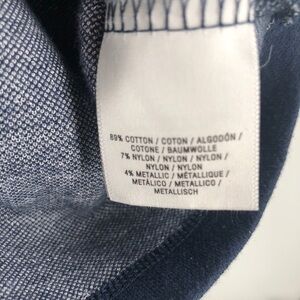 89% COTTON / COTON / ALGODÓN /
COTONE / BAUMWOLLE
7% NYLON / NYLON / NYLON /
NYLON / NYLON
4% METALLIC / MÉTALLIQUE /
METÁLICO / METALLICO /
METALLISCH